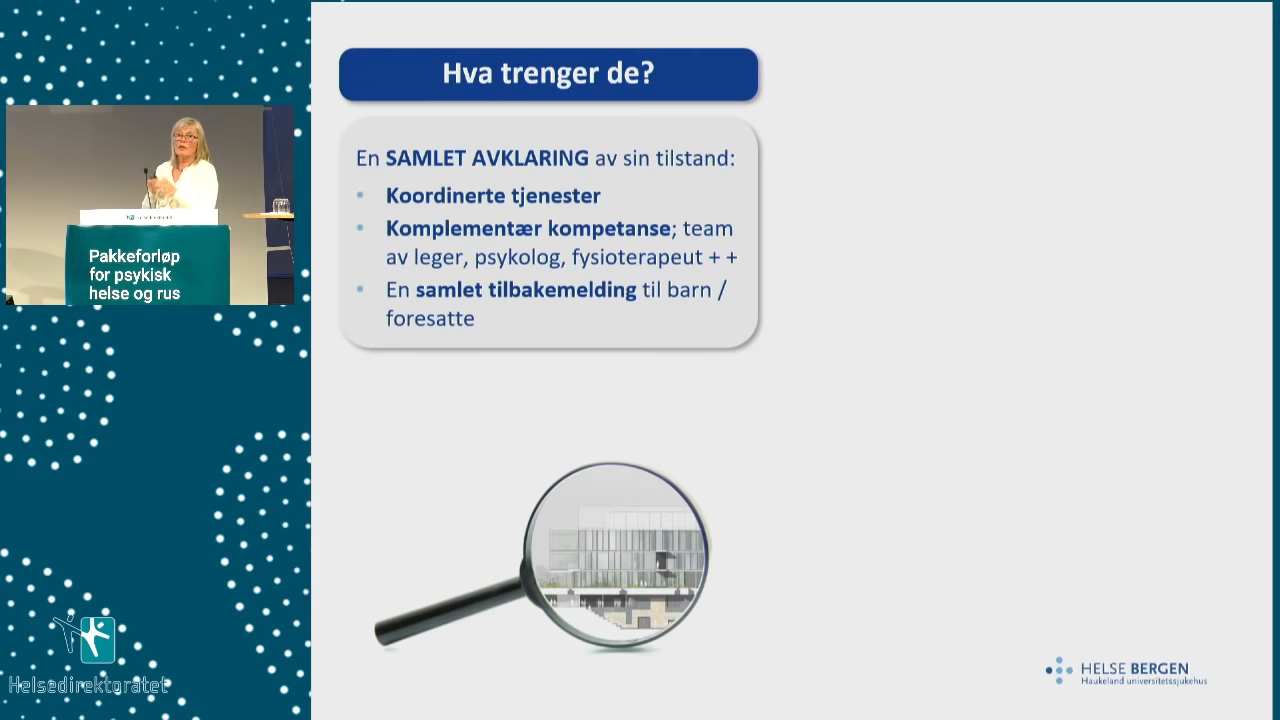 Hva trenger de?
En SAMLET AVKLARING av sin tilstand:
• Koordinerte tjenester
• Komplementær kompetanse; team
av leger, psykolog, fysioterapeut + +
• En samlet tilbakemelding til barn /
foresatte
Helsedirektoratet
Pakkeforløp
for psykisk
helse og rus
Helsedirektoratet
HELSE BERGEN
Haukeland universitetssjukehus